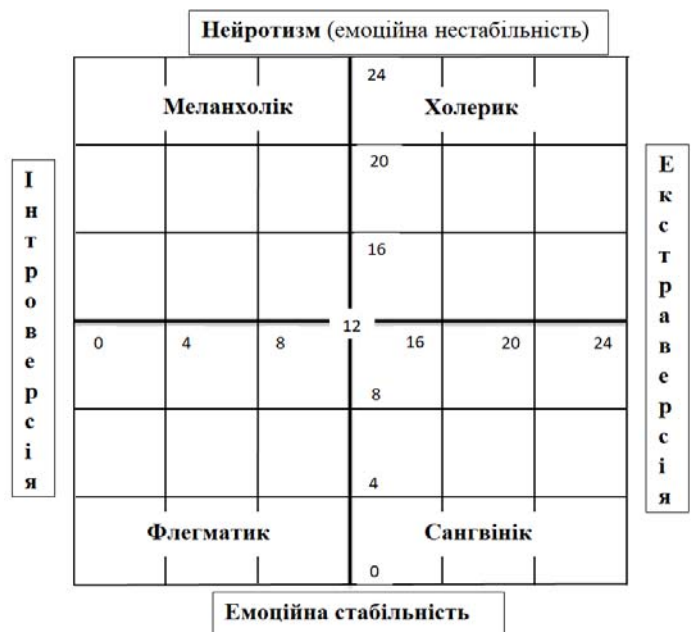 Нейротизм (емоційна нестабільність)
24
Меланхолік
Холерик
20
16
Інтроверсія
Екстраверсія
12
0 4 8 16 20 24
8
4
Флегматик
Сангвінік
0
Емоційна стабільність